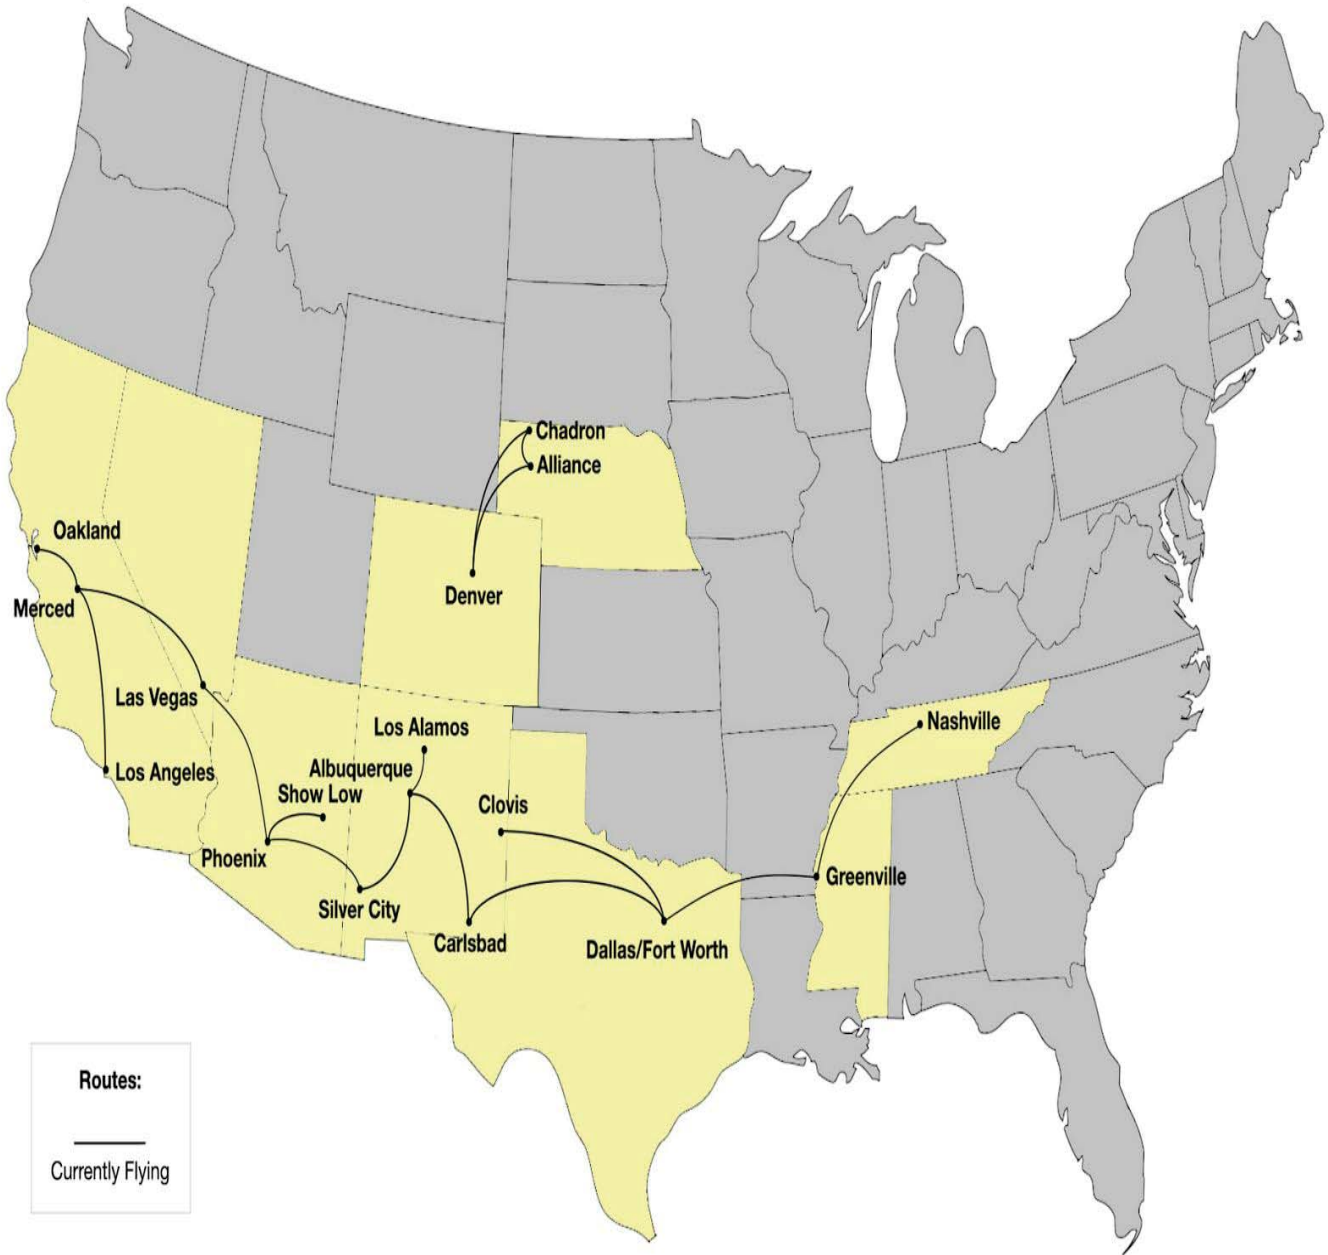 Chadron
Alliance
Oakland
Denver
Merced
Las Vegas
Los Alamos
Nashville
Los Angeles
Albuquerque
Show Low
Clovis
Phoenix
Greenville
Silver City
Carlsbad
Dallas/Fort Worth
Routes:
Currently Flying